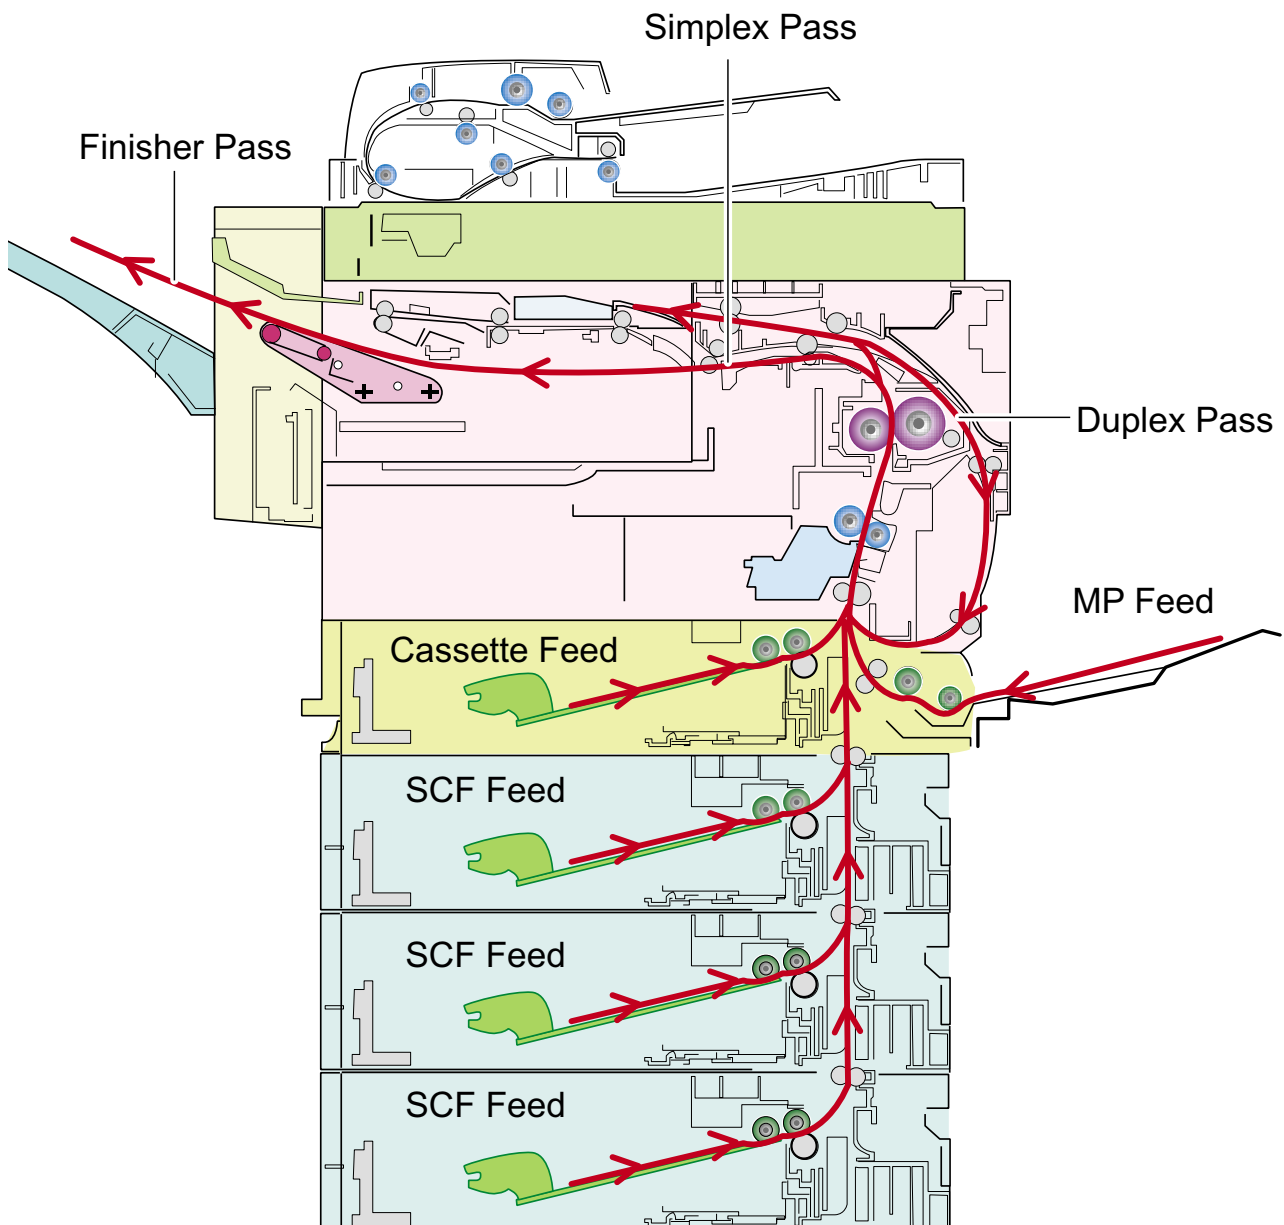 Simplex Pass
Finisher Pass
Duplex Pass
MP Feed
Cassette Feed
SCF Feed
SCF Feed
SCF Feed